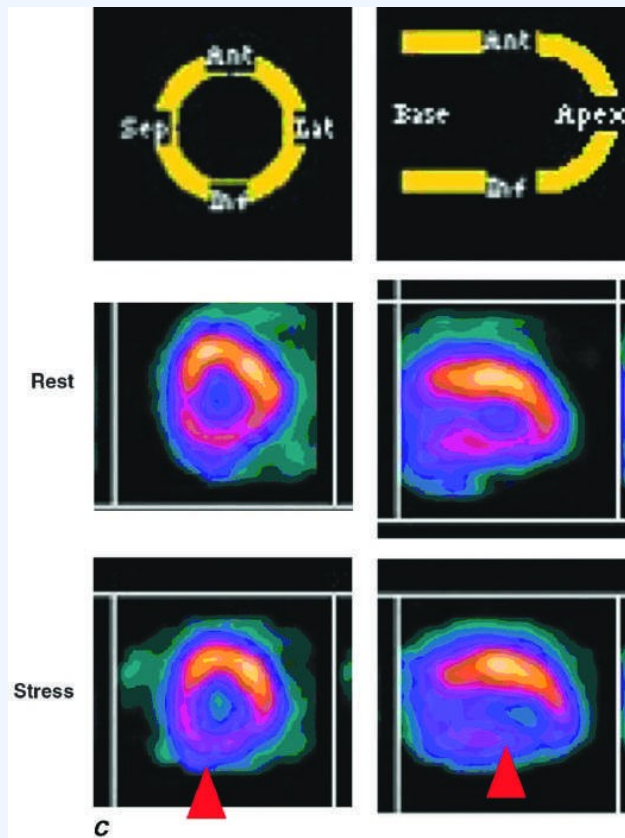 Ant Ant
Sep Lat Base Apex
Inf Inf
Rest
Stress
C